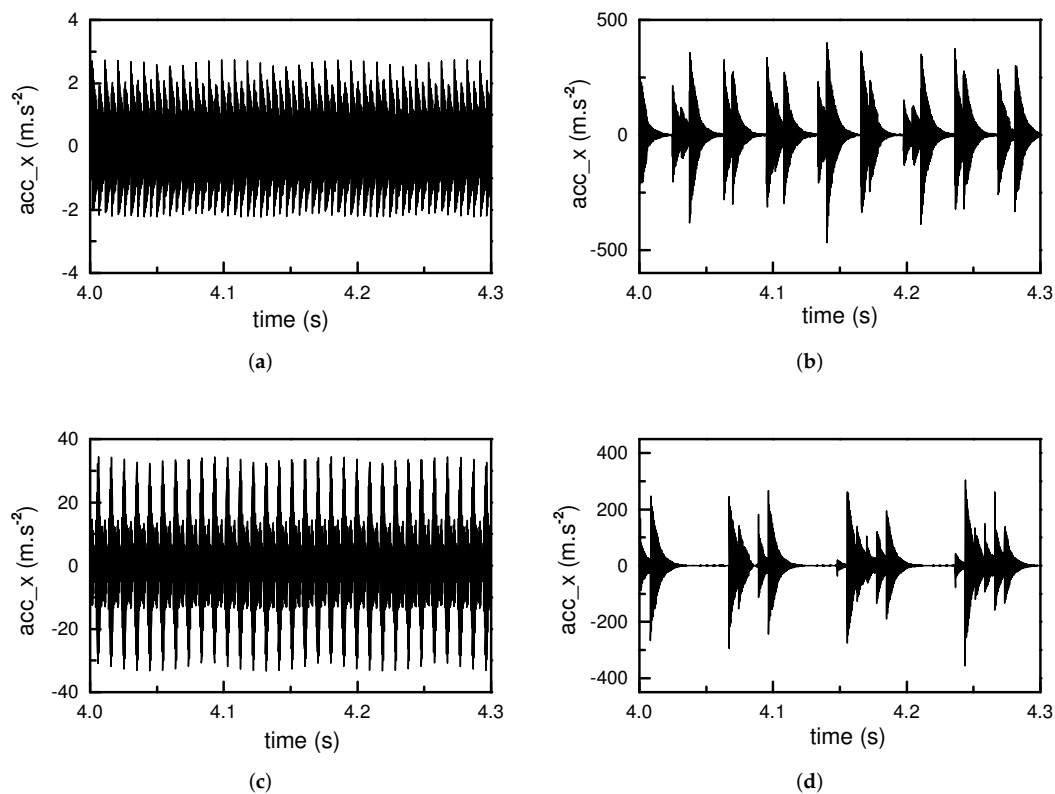 4
2
0
-2
-4
acc_x (m.s-2)
4.0 4.1 4.2 4.3
time (s)
(a)
500
0
-500
acc_x (m.s-2)
4.0 4.1 4.2 4.3
time (s)
(b)
40
20
0
-20
-40
acc_x (m.s-2)
4.0 4.1 4.2 4.3
time (s)
(c)
400
200
0
-200
-400
acc_x (m.s-2)
4.0 4.1 4.2 4.3
time (s)
(d)